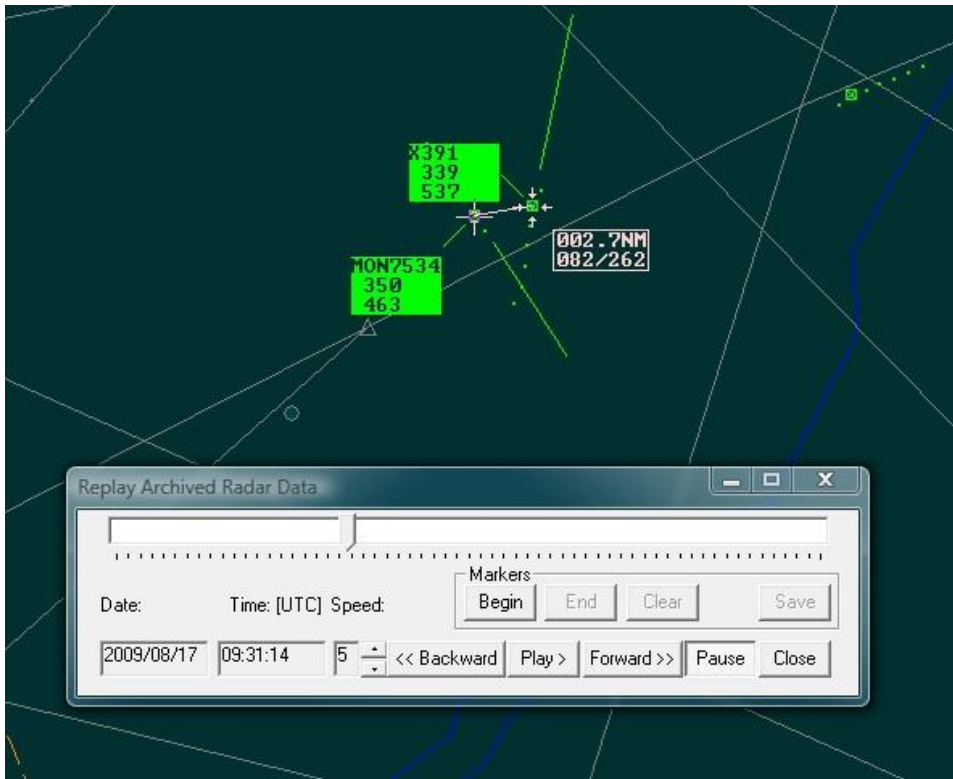 X391
339
537
002.7NM
082/262
MON7534
350
463
Replay Archived Radar Data
Markers
Begin End Clear Save
Date: Time: [UTC] Speed:
2009/08/17 09:31:14 5 << Backward Play > Forward >> Pause Close